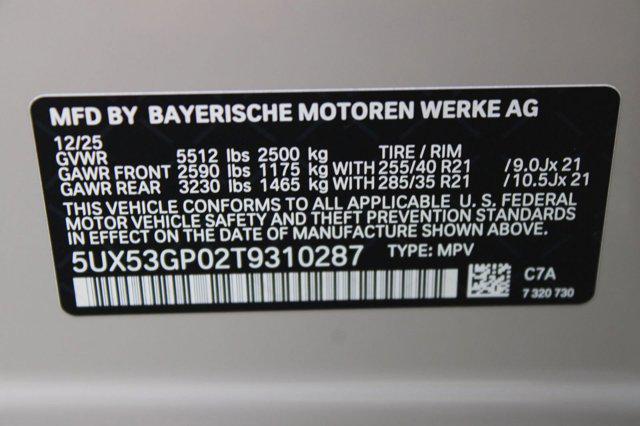 MFD BY BAYERISCHE MOTOREN WERKE AG
12/25 TIRE / RIM
GVWR 5512 lbs 2500 kg
GAWR FRONT 2590 lbs 1175 kg WITH 255/40 R21 /9.0Jx 21
GAWR REAR 3230 lbs 1465 kg WITH 285/35 R21 /10.5Jx 21
THIS VEHICLE CONFORMS TO ALL APPLICABLE U. S. FEDERAL
MOTOR VEHICLE SAFETY AND THEFT PREVENTION STANDARDS
IN EFFECT ON THE DATE OF MANUFACTURE SHOWN ABOVE.
5UX53GP02T9310287 TYPE: MPV
C7A
7 320 730